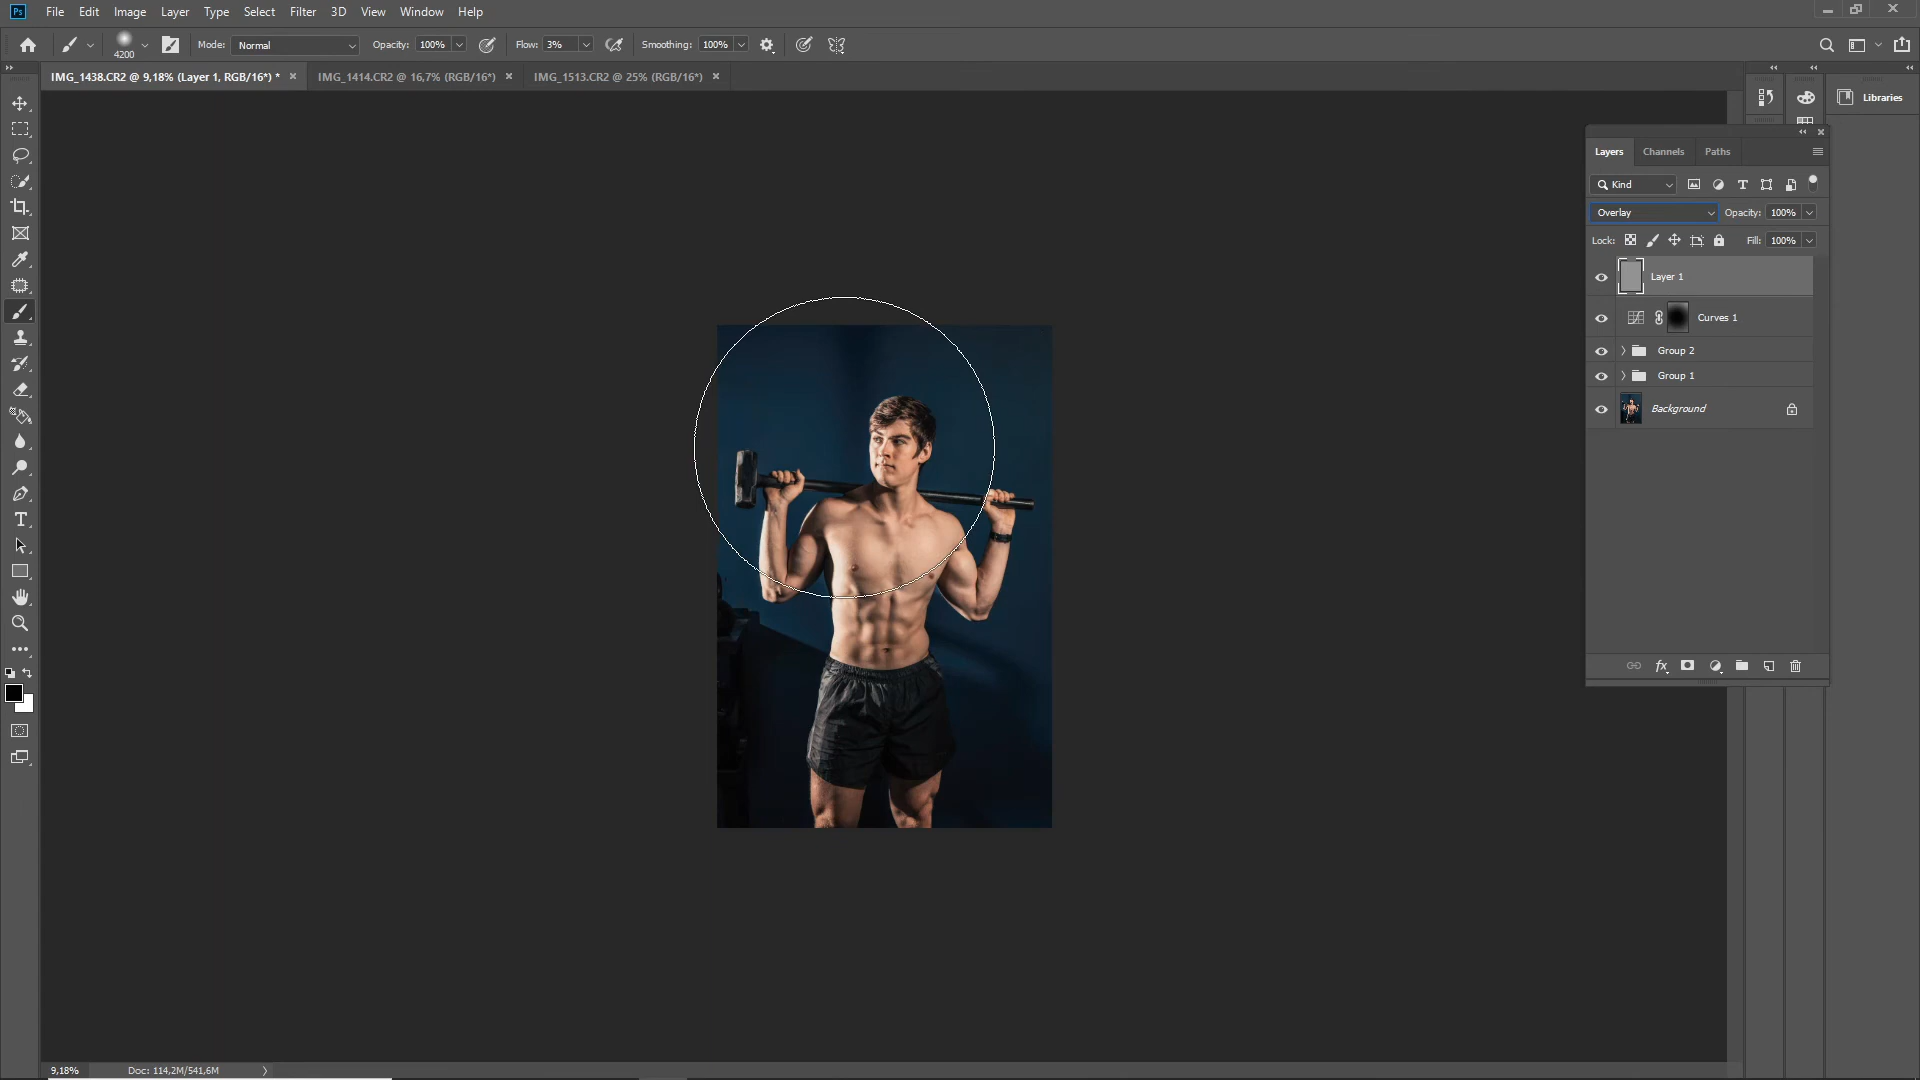 Ps File Edit Image Layer Type Select Filter 3D View Window Help
4200 Mode: Normal Opacity: 100% Flow: 3% Smoothing: 100%
IMG_1438.CR2 @ 9,18% (Layer 1, RGB/16*) * × IMG_1414.CR2 @ 16,7% (RGB/16*) × IMG_1513.CR2 @ 25% (RGB/16*) ×
Libraries
Layers Channels Paths
Kind
Overlay Opacity: 100%
Lock: Fill: 100%
Layer 1
Curves 1
Group 2
Group 1
Background
9,18% Doc: 114,2M/541,6M